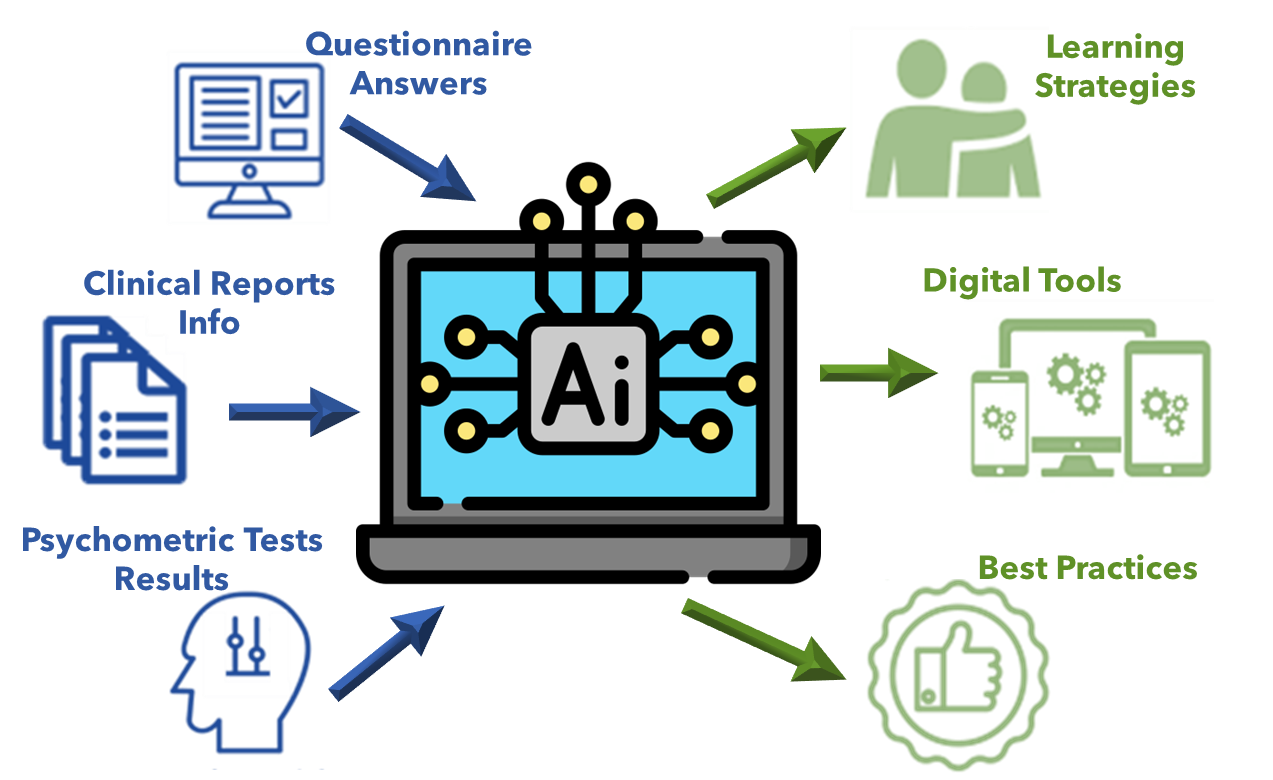 Questionnaire
Answers
Clinical Reports
Info
Psychometric Tests
Results
Ai
Learning
Strategies
Digital Tools
Best Practices